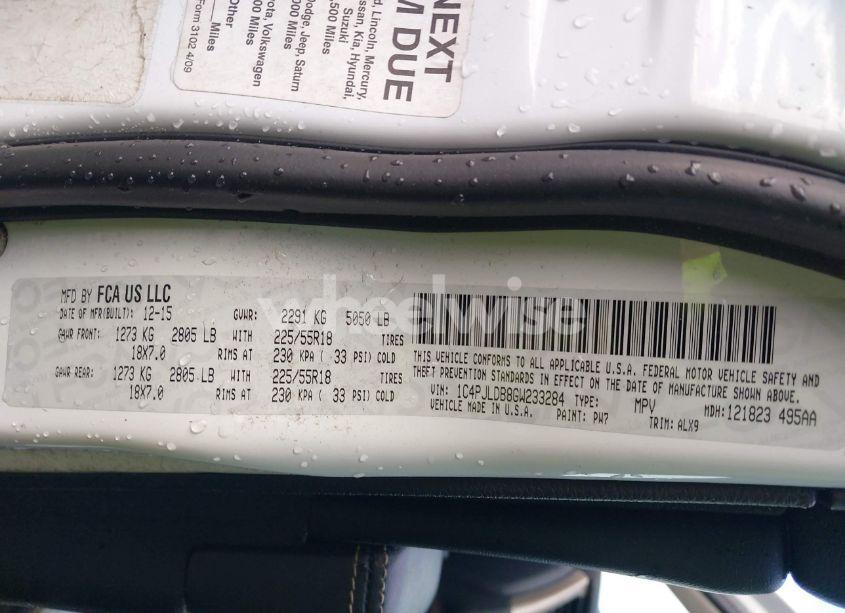 NEXT
M DUE
Lincoln, Mercury,
Nissan, Kia, Hyundai,
Suzuki
,500 Miles
Dodge, Jeep, Saturn
000 Miles
Toyota, Volkswagen
000 Miles
Other
Miles
Form 3102 4/09
MFD BY FCA US LLC
DATE OF MFR(BUILT): 12-15 GVWR: 2291 KG 5050 LB
GAWR FRONT: 1273 KG 2805 LB WITH 225/55R18 TIRES
18X7.0 RIMS AT 230 KPA ( 33 PSI) COLD
GAWR REAR: 1273 KG 2805 LB WITH 225/55R18 TIRES
18X7.0 RIMS AT 230 KPA ( 33 PSI) COLD
THIS VEHICLE CONFORMS TO ALL APPLICABLE U.S.A. FEDERAL MOTOR VEHICLE SAFETY AND
THEFT PREVENTION STANDARDS IN EFFECT ON THE DATE OF MANUFACTURE SHOWN ABOVE.
VIN: 1C4PJLDB8GW233284 TYPE: MPV MDH: 121823 495AA
VEHICLE MADE IN U.S.A. PAINT: PW7 TRIM: ALX9
wheelwise